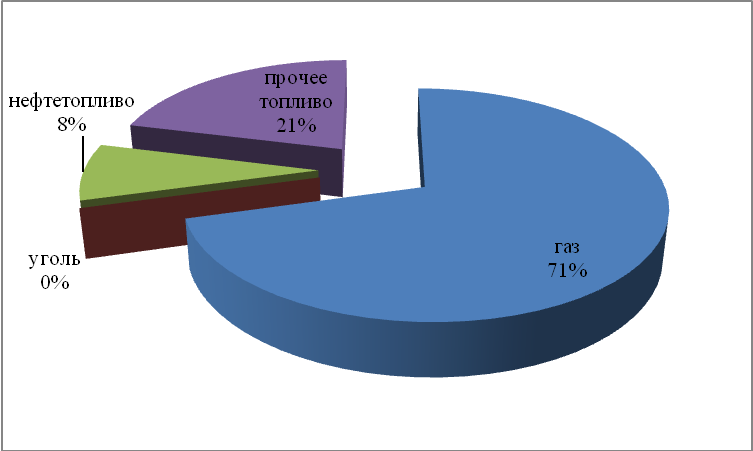 прочее
топливо
21%
нефтетопливо
8%
газ
71%
уголь
0%